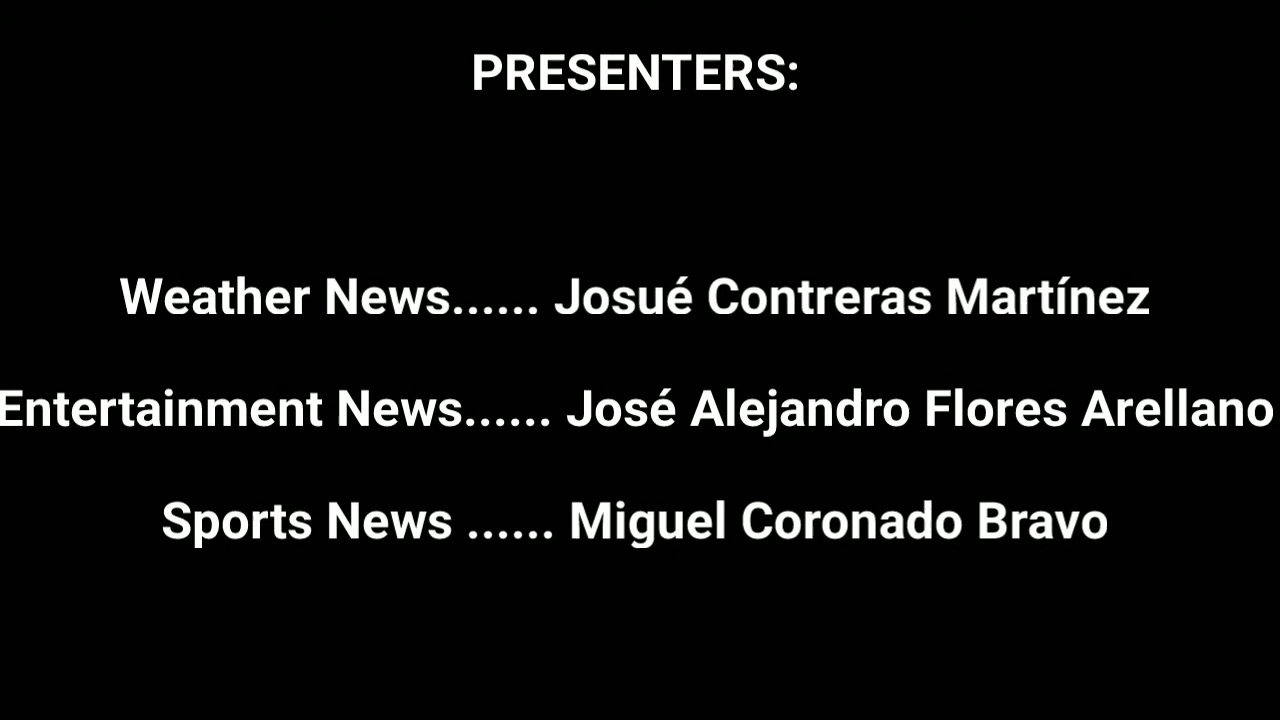 PRESENTERS:
Weather News...... Josué Contreras Martínez
Entertainment News...... José Alejandro Flores Arellano
Sports News ...... Miguel Coronado Bravo